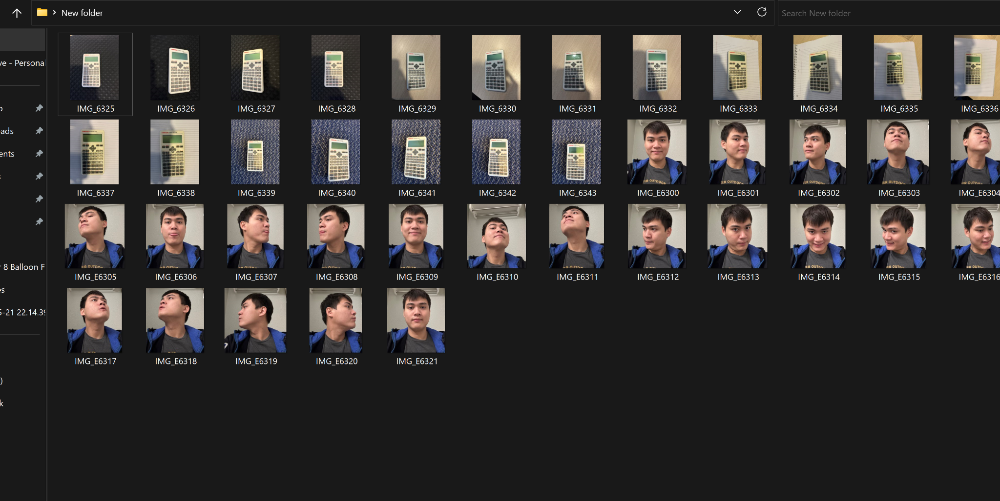 New folder
Search New folder
ve - Personal
ads
ents
r 8 Balloon F
es
5-21 22.14.39
)
k
IMG_6325 IMG_6326 IMG_6327 IMG_6328 IMG_6329 IMG_6330 IMG_6331 IMG_6332 IMG_6333 IMG_6334 IMG_6335 IMG_6336
IMG_6337 IMG_6338 IMG_6339 IMG_6340 IMG_6341 IMG_6342 IMG_6343 IMG_E6300 IMG_E6301 IMG_E6302 IMG_E6303 IMG_E6304
IMG_E6305 IMG_E6306 IMG_E6307 IMG_E6308 IMG_E6309 IMG_E6310 IMG_E6311 IMG_E6312 IMG_E6313 IMG_E6314 IMG_E6315 IMG_E6316
IMG_E6317 IMG_E6318 IMG_E6319 IMG_E6320 IMG_E6321